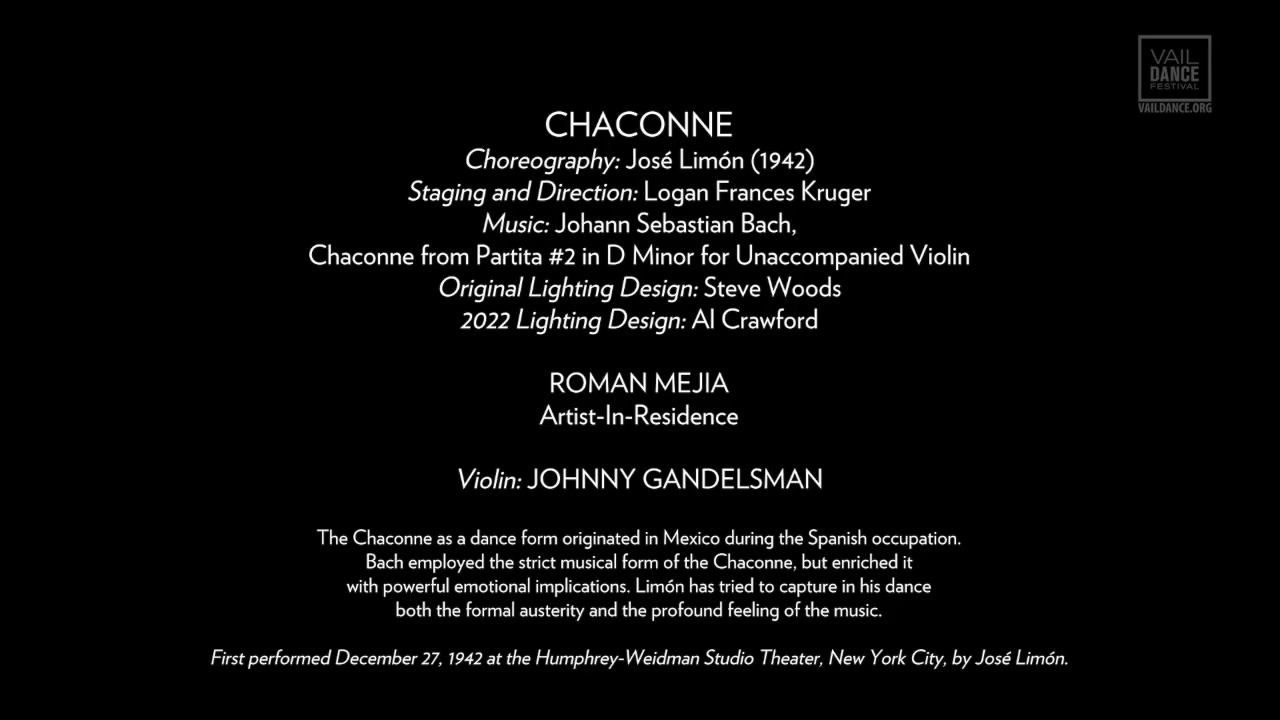 VAIL
DANCE
FESTIVAL
VAILDANCE.ORG
CHACONNE
Choreography: José Limón (1942)
Staging and Direction: Logan Frances Kruger
Music: Johann Sebastian Bach,
Chaconne from Partita #2 in D Minor for Unaccompanied Violin
Original Lighting Design: Steve Woods
2022 Lighting Design: Al Crawford
ROMAN MEJIA
Artist-In-Residence
Violin: JOHNNY GANDELSMAN
The Chaconne as a dance form originated in Mexico during the Spanish occupation.
Bach employed the strict musical form of the Chaconne, but enriched it
with powerful emotional implications. Limón has tried to capture in his dance
both the formal austerity and the profound feeling of the music.
First performed December 27, 1942 at the Humphrey-Weidman Studio Theater, New York City, by José Limón.